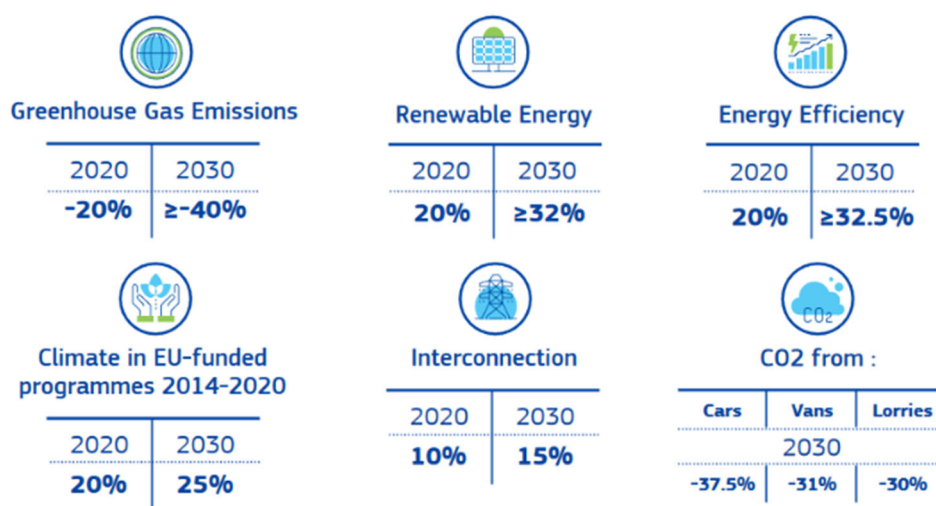 Greenhouse Gas Emissions
2020 2030
-20% ≥-40%
Renewable Energy
2020 2030
20% ≥32%
Energy Efficiency
2020 2030
20% ≥32.5%
Climate in EU-funded
programmes 2014-2020
2020 2030
20% 25%
Interconnection
2020 2030
10% 15%
CO2
CO2 from :
Cars Vans Lorries
2030
-37.5% -31% -30%